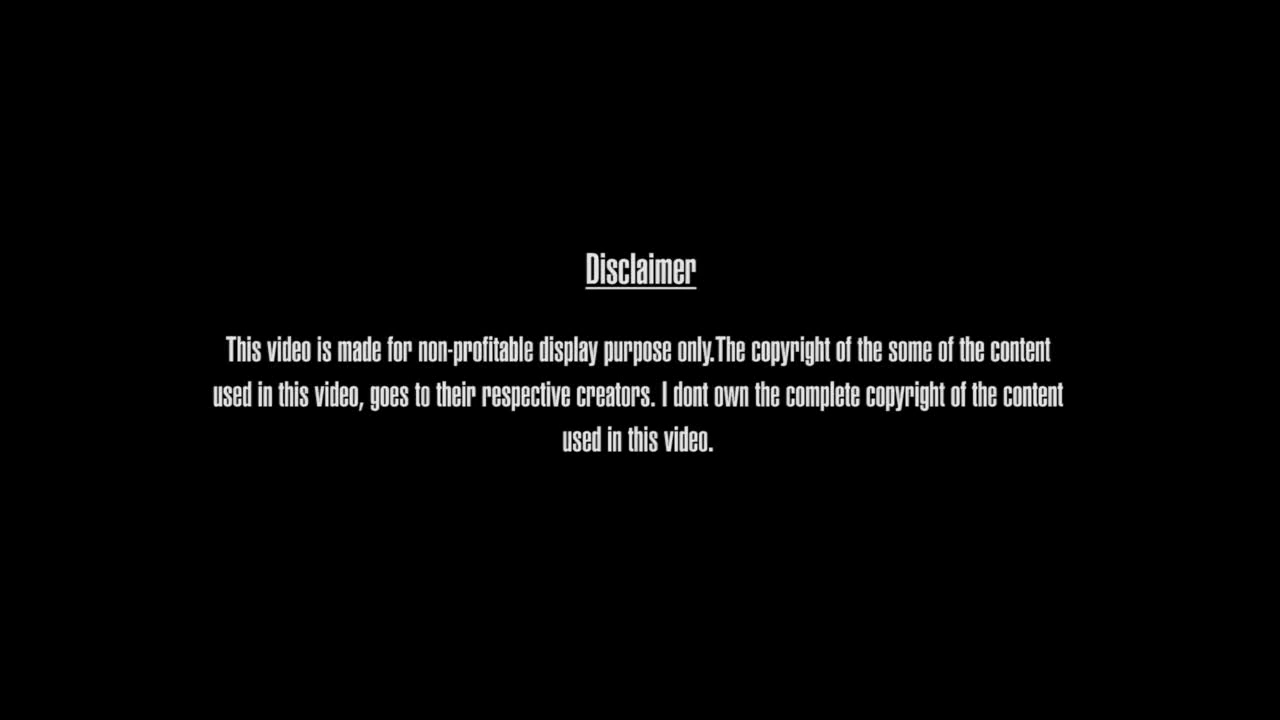 Disclaimer
This video is made for non-profitable display purpose only.The copyright of the some of the content
used in this video, goes to their respective creators. I dont own the complete copyright of the content
used in this video.